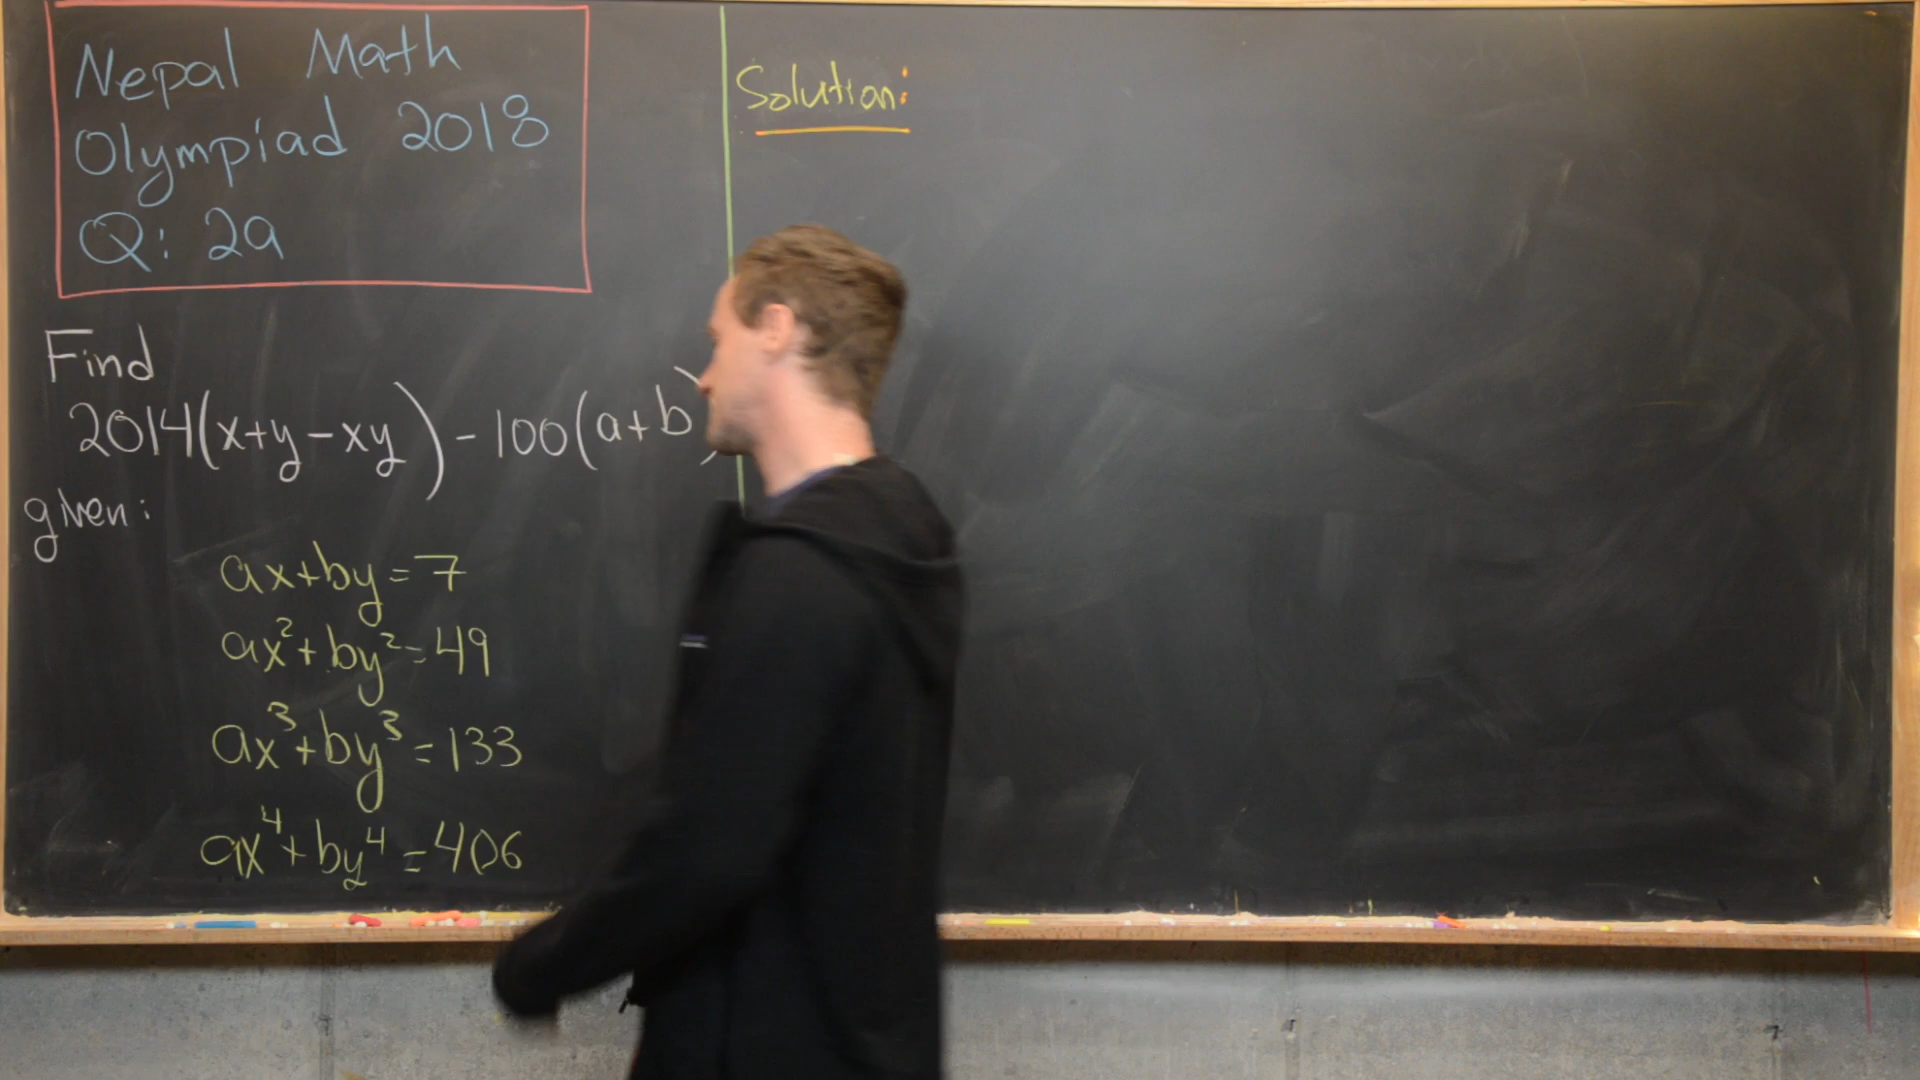 Nepal Math
Olympiad 2018
Q: 2a
Find
2014(x+y-xy)-100(a+b)
given:
ax+by=7
ax²+by²=49
ax³+by³=133
ax⁴+by⁴=406
Solution: